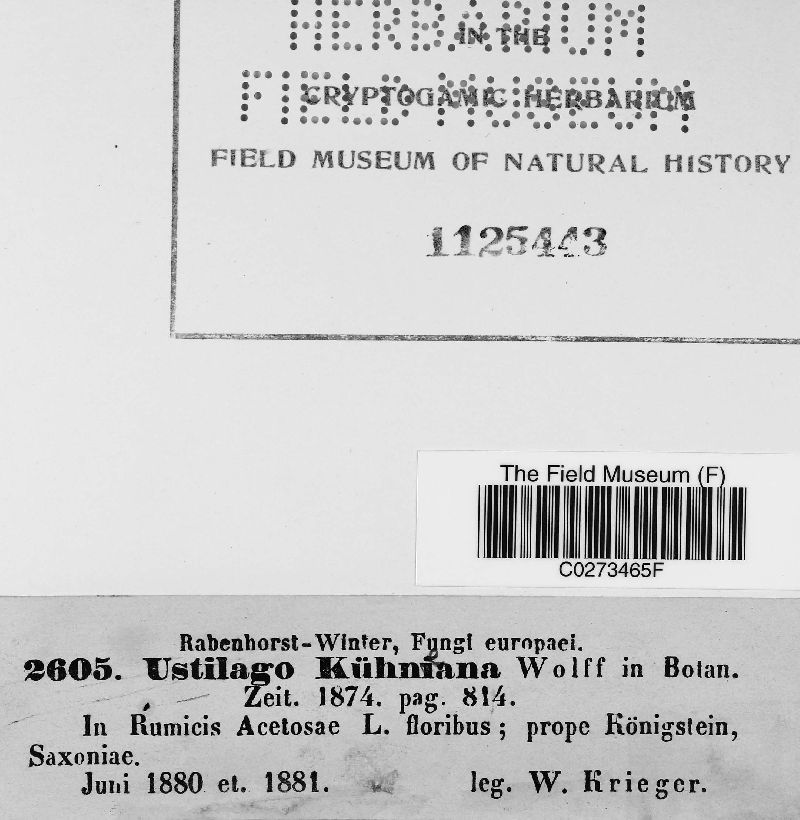 HERBARIUM
IN THE
FIELD MUSEUM
CRYPTOGAMIC HERBARIUM
FIELD MUSEUM OF NATURAL HISTORY
1125443
The Field Museum (F)
C0273465F
Rabenhorst-Winter, Fungi europaei.
2605. Ustilago Kühniana Wolff in Botan.
Zeit. 1874. pag. 814.
In Rumicis Acetosae L. floribus; prope Königstein,
Saxoniae.
Juni 1880 et. 1881. leg. W. Krieger.